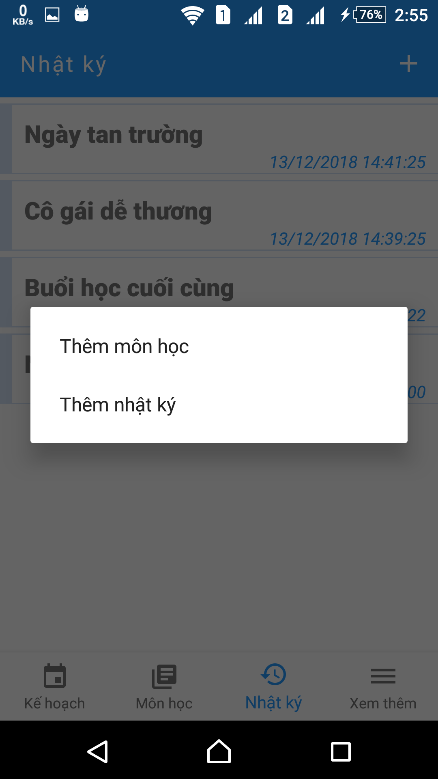 0
KB/s
1
2
76%
2:55
Nhật ký
Ngày tan trường
13/12/2018 14:41:25
Cô gái dễ thương
13/12/2018 14:39:25
Buổi học cuối cùng
22
00
Thêm môn học
Thêm nhật ký
Kế hoạch
Môn học
Nhật ký
Xem thêm